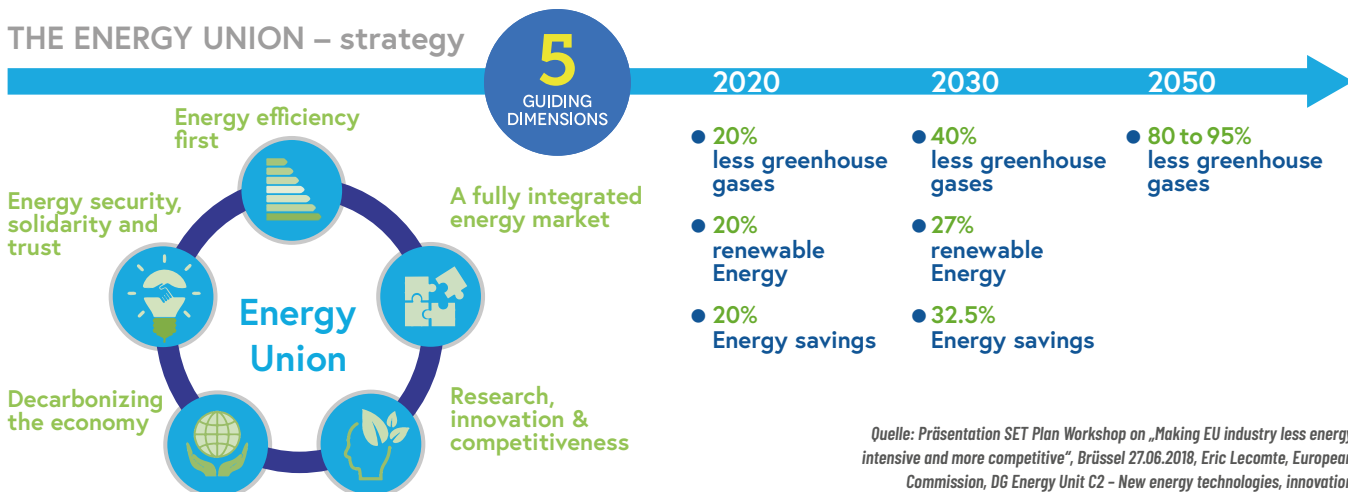 THE ENERGY UNION – strategy
5
GUIDING
DIMENSIONS
2020
2030
2050
Energy efficiency
first
A fully integrated
energy market
Energy security,
solidarity and
trust
Energy
Union
Decarbonizing
the economy
Research,
innovation &
competitiveness
20%
less greenhouse
gases
20%
renewable
Energy
20%
Energy savings
40%
less greenhouse
gases
27%
renewable
Energy
32.5%
Energy savings
80 to 95%
less greenhouse
gases
Quelle: Präsentation SET Plan Workshop on „Making EU industry less energy
intensive and more competitive“, Brüssel 27.06.2018, Eric Lecomte, European
Commission, DG Energy Unit C2 – New energy technologies, innovation